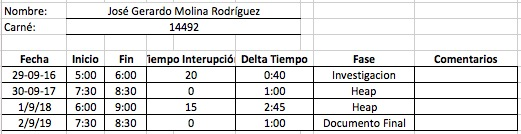 Nombre: José Gerardo Molina Rodríguez
Carné: 14492
Fecha Inicio Fin iempo Interupció Delta Tiempo Fase Comentarios
29-09-16 5:00 6:00 20 0:40 Investigacion
30-09-17 7:30 8:30 0 1:00 Heap
1/9/18 6:00 9:00 15 2:45 Heap
2/9/19 7:30 8:30 0 1:00 Documento Final